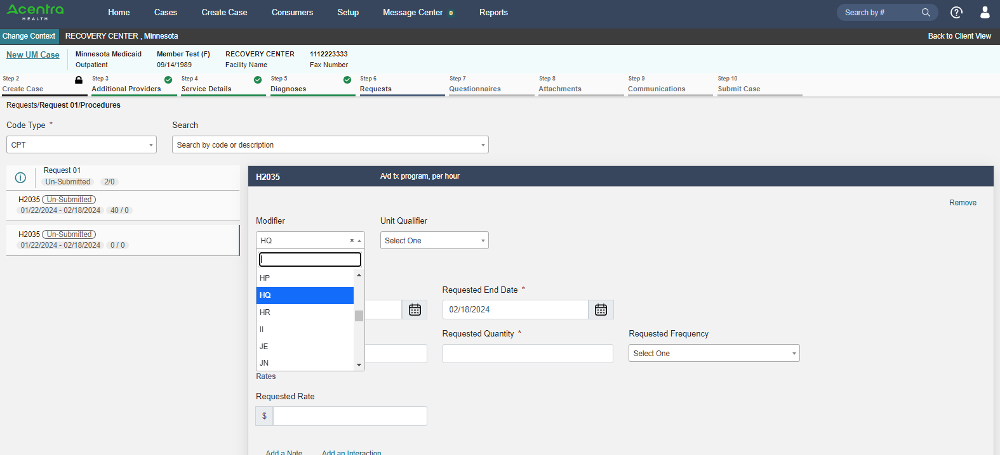 Acentra
HEALTH
Home Cases Create Case Consumers Setup Message Center 0 Reports Search by #
Change Context RECOVERY CENTER , Minnesota Back to Client View
New UM Case Minnesota Medicaid Member Test (F) RECOVERY CENTER 1112223333
Outpatient 09/14/1989 Facility Name Fax Number
Step 2 Step 3 Step 4 Step 5 Step 6 Step 7 Step 8 Step 9 Step 10
Create Case Additional Providers Service Details Diagnoses Requests Questionnaires Attachments Communications Submit Case
Requests/Request 01/Procedures
Code Type * Search
CPT Search by code or description
Request 01
Un-Submitted 2/0
H2035 Un-Submitted
01/22/2024 - 02/18/2024 40 / 0
H2035 Un-Submitted
01/22/2024 - 02/18/2024 0 / 0
H2035 A/d tx program, per hour
Remove
Modifier Unit Qualifier
HQ × Select One
HP
HQ
HR
II
JE
JN
Requested End Date *
02/18/2024
Requested Quantity * Requested Frequency
Select One
Rates
Requested Rate
$
Add a Note Add an Interaction